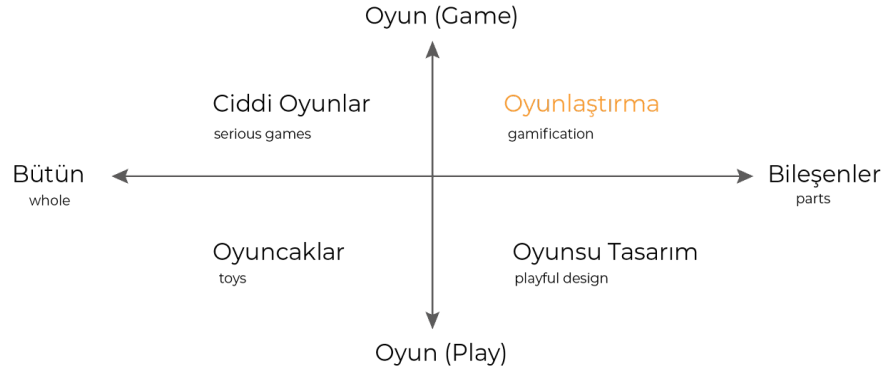 Oyun (Game)
Ciddi Oyunlar
serious games
Oyunlaştırma
gamification
Bütün
whole
Bileşenler
parts
Oyuncaklar
toys
Oyunsu Tasarım
playful design
Oyun (Play)